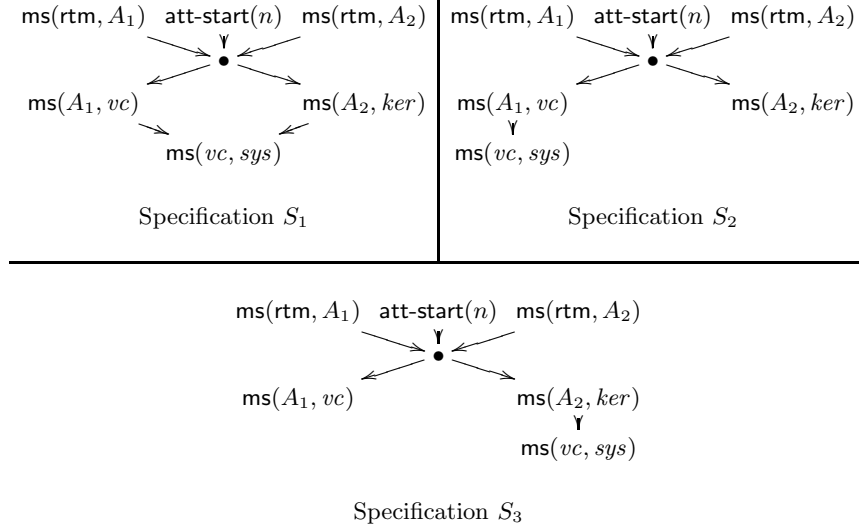 ms(rtm, A₁) att-start(n) ms(rtm, A₂)
ms(A₁, vc) ms(A₂, ker)
ms(vc, sys)
Specification S₁
ms(rtm, A₁) att-start(n) ms(rtm, A₂)
ms(A₁, vc) ms(A₂, ker)
ms(vc, sys)
Specification S₂
ms(rtm, A₁) att-start(n) ms(rtm, A₂)
ms(A₁, vc) ms(A₂, ker)
ms(vc, sys)
Specification S₃